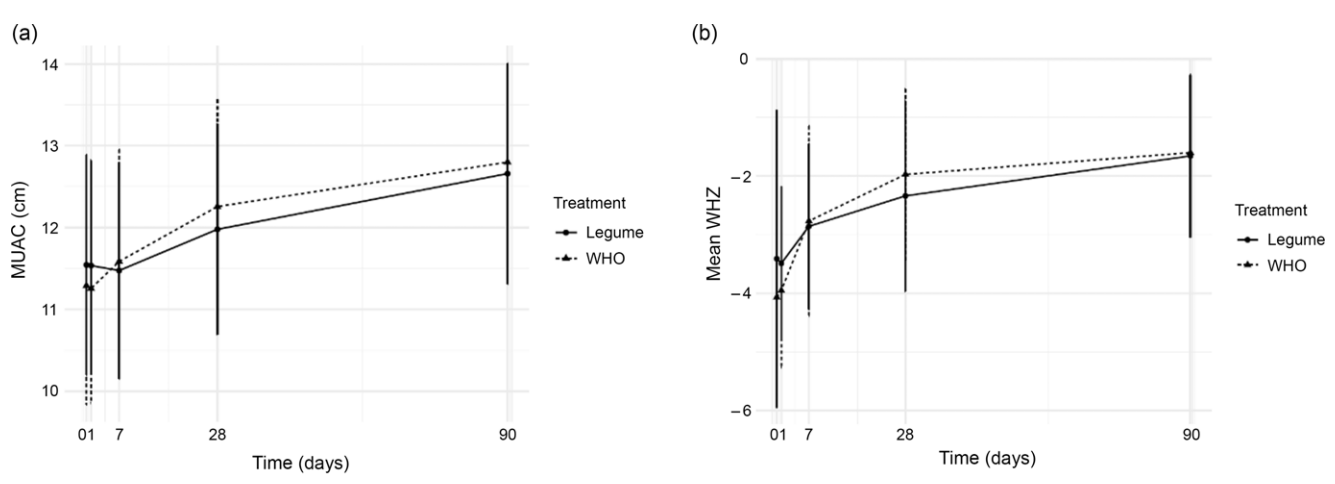 (a)
MUAC (cm)
14
13
12
11
10
01 7 28 90
Time (days)
Treatment
Legume
WHO
(b)
Mean WHZ
0
−2
−4
−6
01 7 28 90
Time (days)
Treatment
Legume
WHO